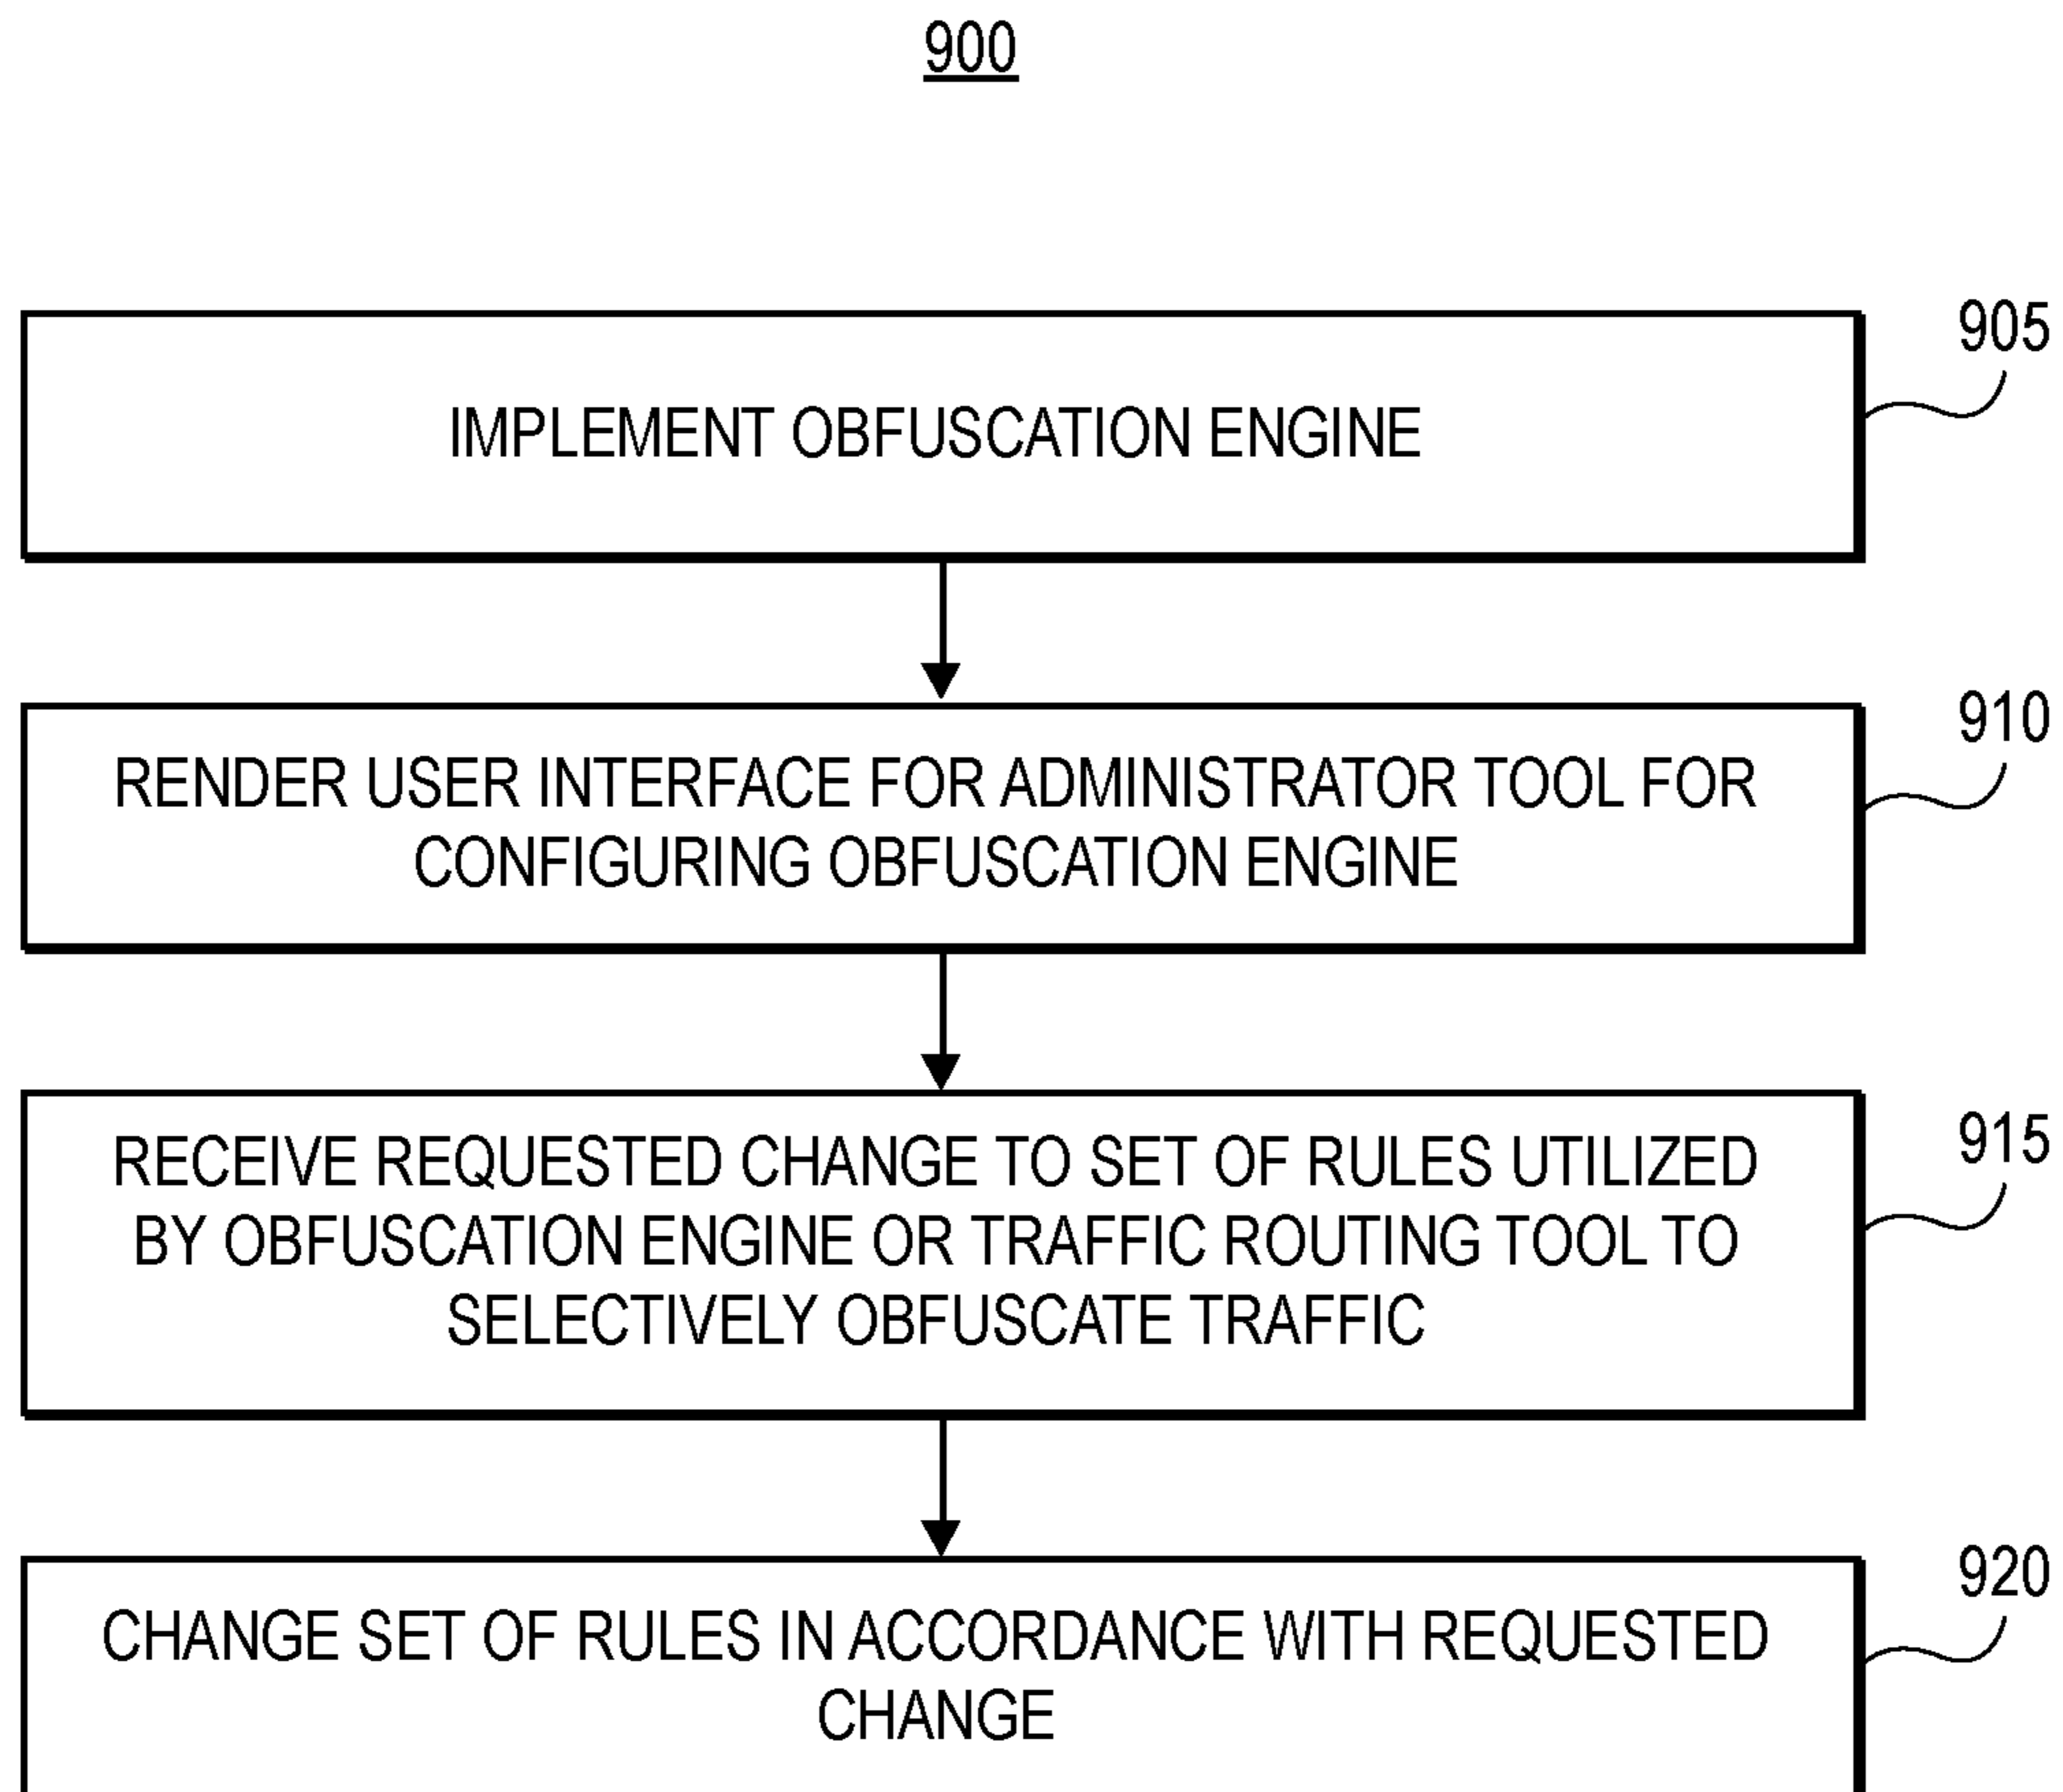 900
905
IMPLEMENT OBFUSCATION ENGINE
910
RENDER USER INTERFACE FOR ADMINISTRATOR TOOL FOR
CONFIGURING OBFUSCATION ENGINE
915
RECEIVE REQUESTED CHANGE TO SET OF RULES UTILIZED
BY OBFUSCATION ENGINE OR TRAFFIC ROUTING TOOL TO
SELECTIVELY OBFUSCATE TRAFFIC
920
CHANGE SET OF RULES IN ACCORDANCE WITH REQUESTED
CHANGE